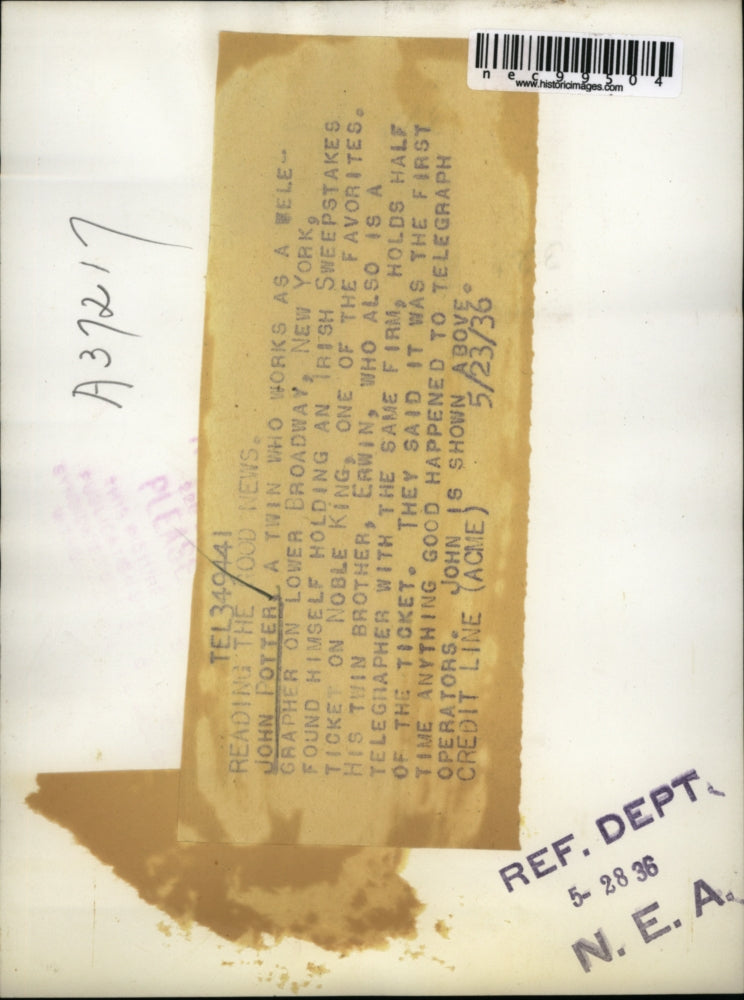 nec99504
www.historicimages.com
A37217
TEL349441
READING THE GOOD NEWS.
JOHN POTTER, A TWIN WHO WORKS AS A TELE-
GRAPHER ON LOWER BROADWAY, NEW YORK,
FOUND HIMSELF HOLDING AN IRISH SWEEPSTAKES
TICKET ON NOBLE KING, ONE OF THE FAVORITES.
HIS TWIN BROTHER, ERWIN, WHO ALSO IS A
TELEGRAPHER WITH THE SAME FIRM, HOLDS HALF
OF THE TICKET. THEY SAID IT WAS THE FIRST
TIME ANYTHING GOOD HAPPENED TO TELEGRAPH
OPERATORS. JOHN IS SHOWN ABOVE.
CREDIT LINE (ACME) 5/23/36
PLEASE
REF. DEPT.
5- 28 36
N. E. A.